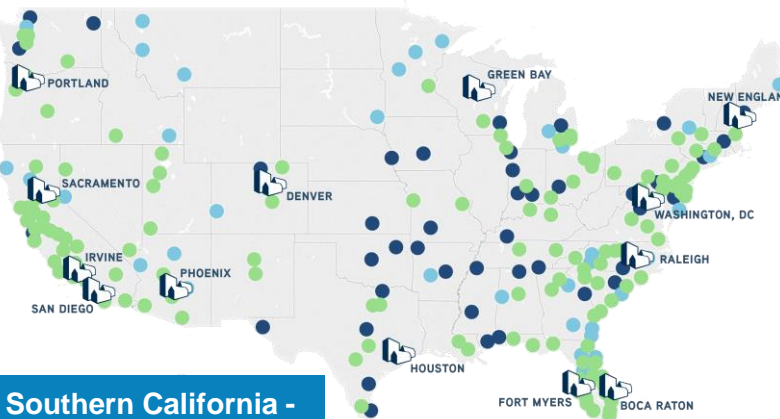 PORTLAND
GREEN BAY
NEW ENGLAN
SACRAMENTO
DENVER
WASHINGTON, DC
IRVINE
PHOENIX
RALEIGH
SAN DIEGO
HOUSTON
FORT MYERS
BOCA RATON
Southern California -